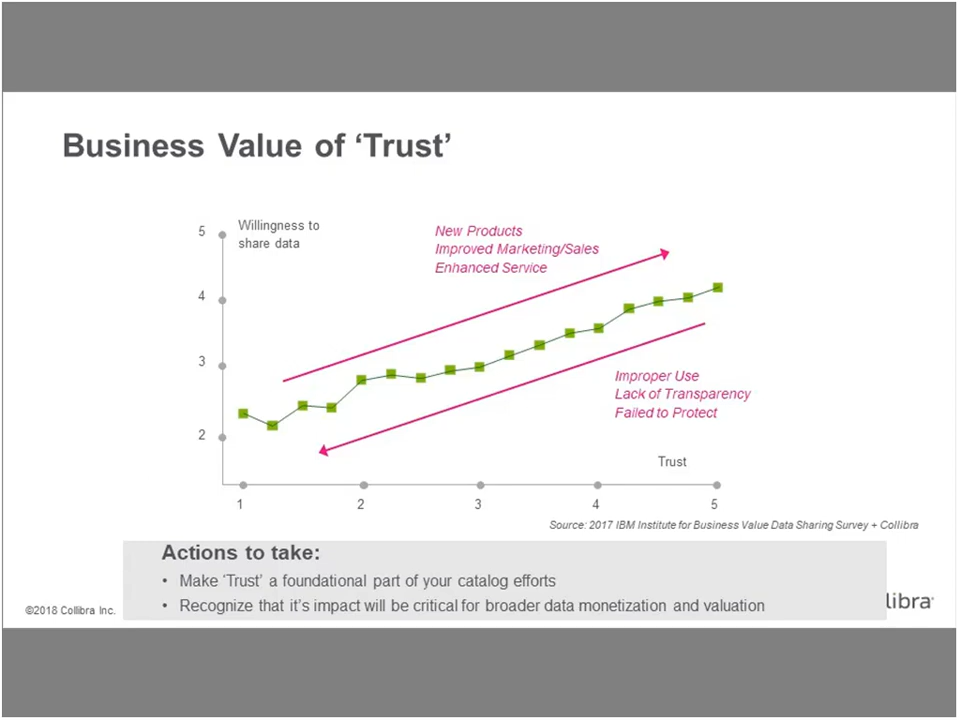 Business Value of ‘Trust’
5
Willingness to
share data
New Products
Improved Marketing/Sales
Enhanced Service
4
3
Improper Use
Lack of Transparency
Failed to Protect
2
Trust
1 2 3 4 5
Source: 2017 IBM Institute for Business Value Data Sharing Survey + Collibra
Actions to take:
• Make ‘Trust’ a foundational part of your catalog efforts
• Recognize that it’s impact will be critical for broader data monetization and valuation
©2018 Collibra Inc.
libra